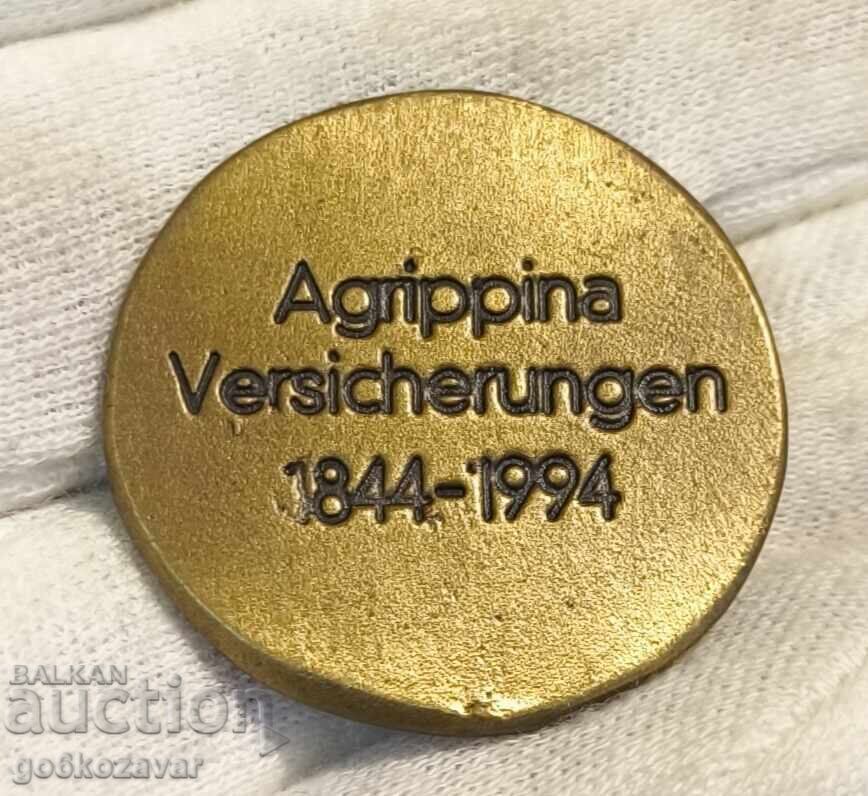 Agrippina
Versicherungen
1844-1994
BALKAN
auction
go6kozavar